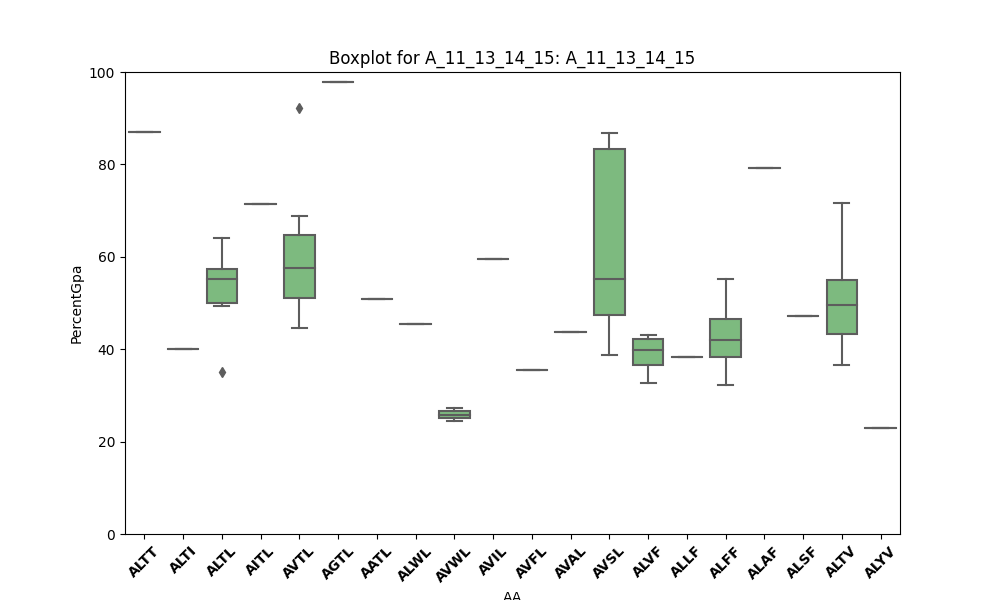 Boxplot for A_11_13_14_15: A_11_13_14_15
100
80
60
40
20
0
PercentGpa
ALTT ALTI ALTL AITL AVTL AGTL AATL ALWL AVWL AVIL AVFL AVAL AVSL ALVF ALLF ALFF ALAF ALSF ALTV ALYV
AA